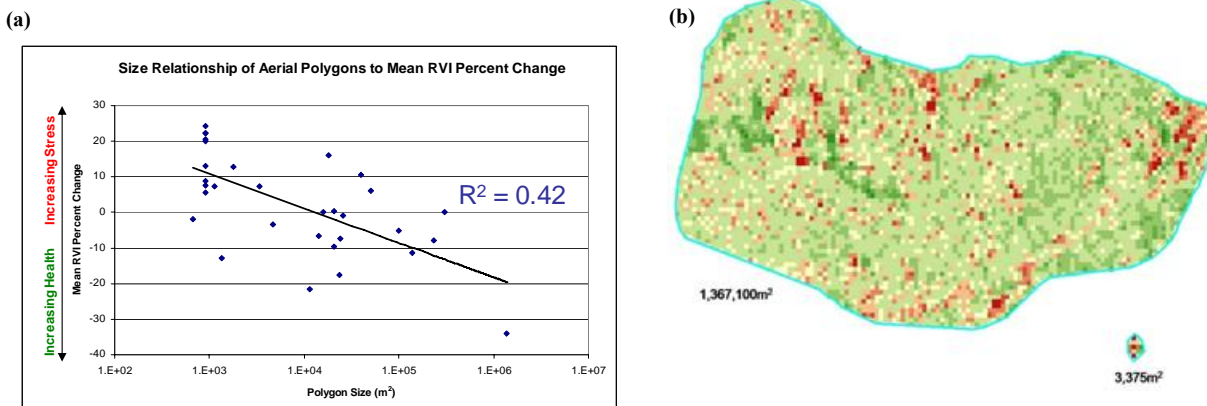 (a)
Size Relationship of Aerial Polygons to Mean RVI Percent Change
Increasing Stress
Increasing Health
Mean RVI Percent Change
30
20
10
0
-10
-20
-30
-40
R² = 0.42
1.E+02 1.E+03 1.E+04 1.E+05 1.E+06 1.E+07
Polygon Size (m²)
(b)
1,367,100m²
3,375m²